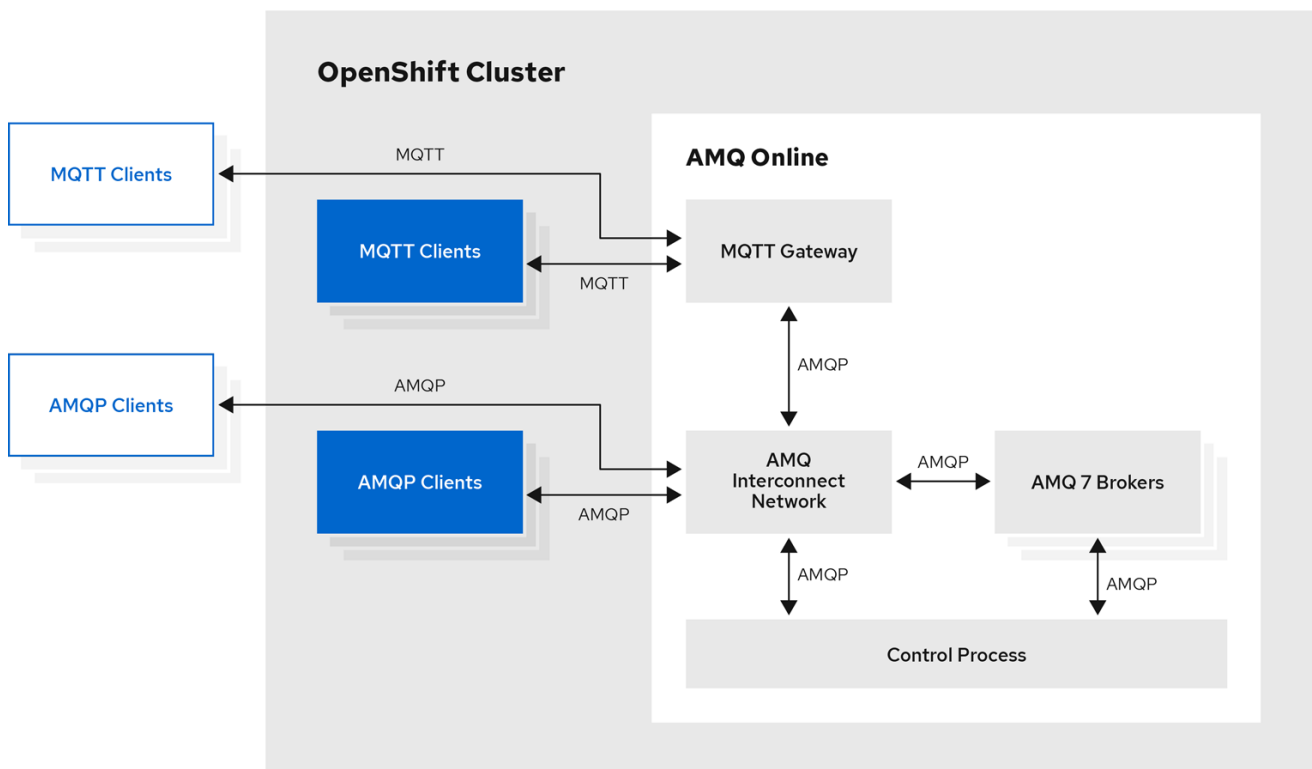 OpenShift Cluster
MQTT Clients
MQTT
AMQ Online
MQTT Clients
MQTT
MQTT Gateway
AMQP
AMQP Clients
AMQP
AMQP Clients
AMQP
AMQ
Interconnect
Network
AMQP
AMQ 7 Brokers
AMQP
AMQP
Control Process